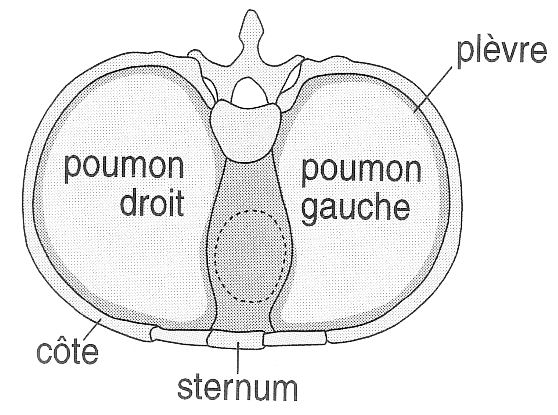 plèvre
poumon
droit
poumon
gauche
côte
sternum